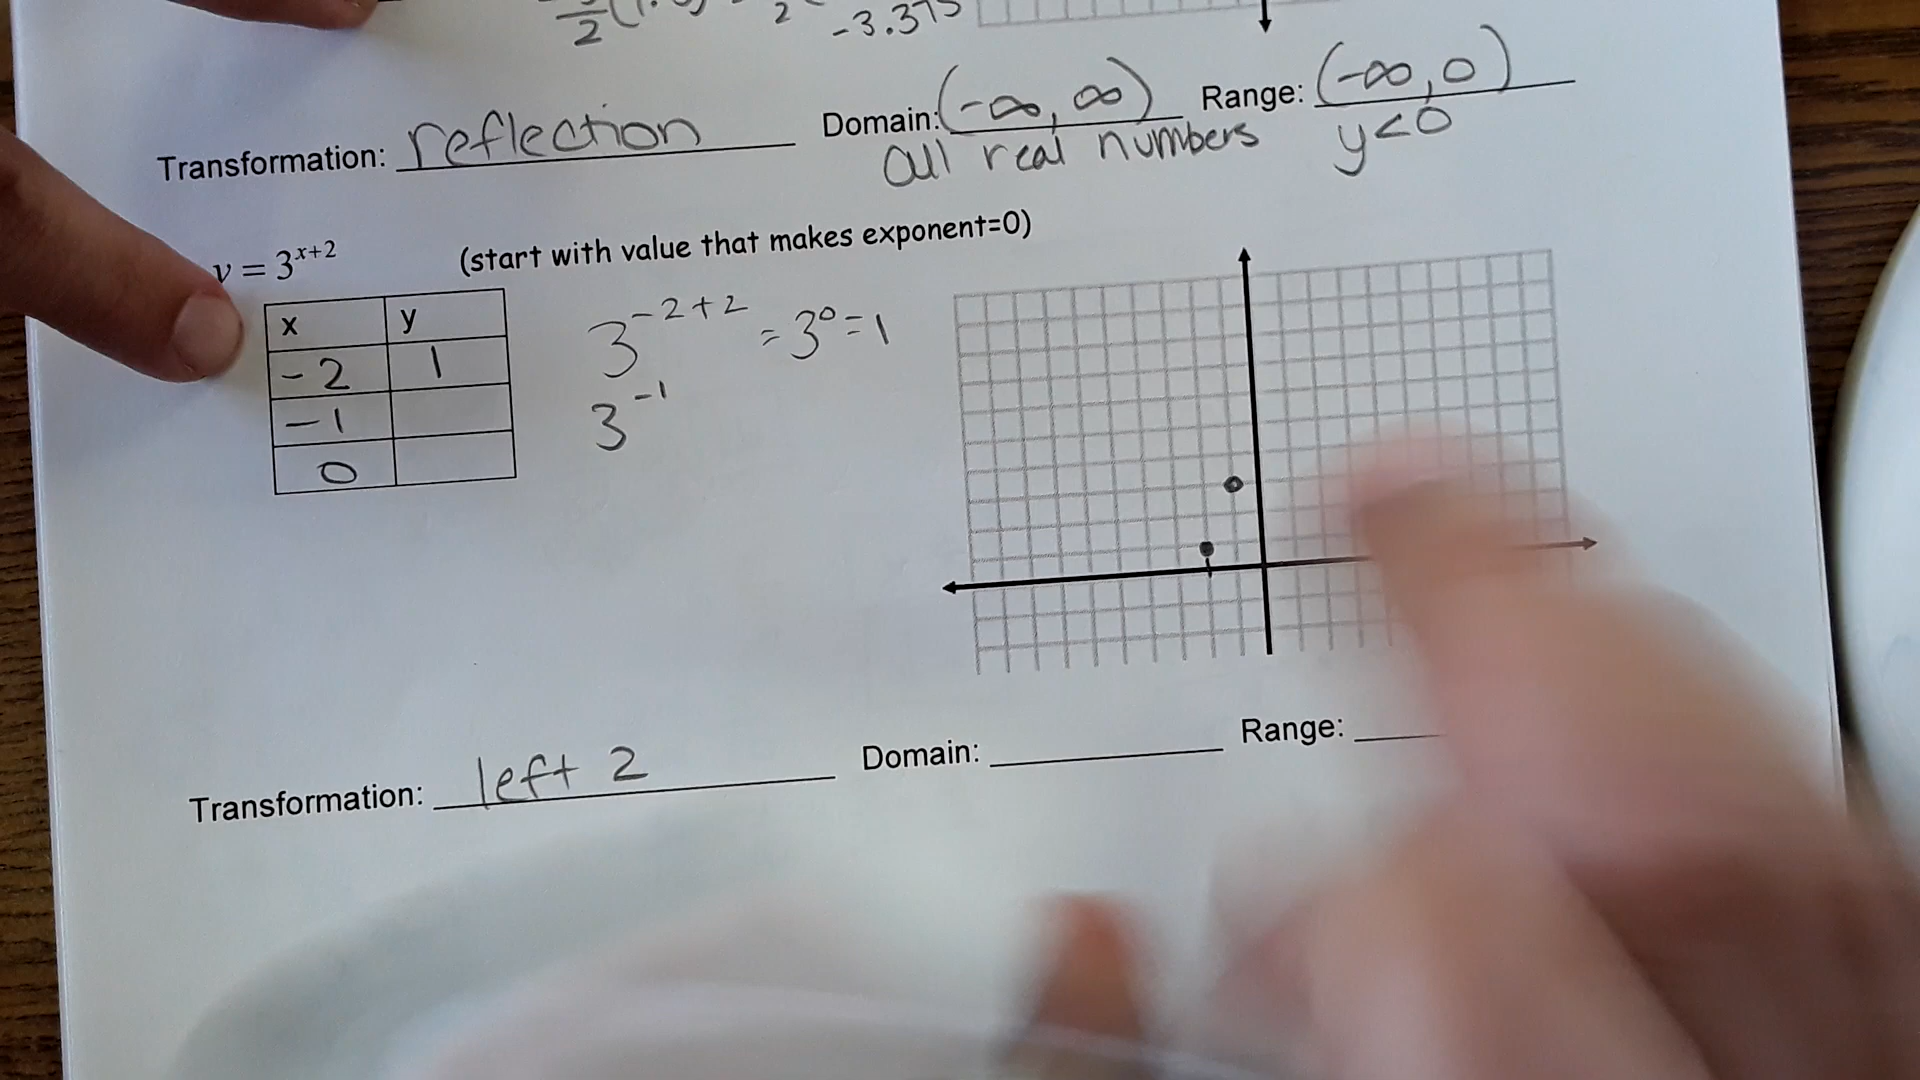 -3.375
Transformation: reflection Domain: (-∞, ∞) Range: (-∞, 0)
all real numbers y<0
y = 3^{x+2} (start with value that makes exponent=0)
x y
-2 1
-1
0
3^{-2+2} = 3^0 = 1
3^{-1}
Transformation: left 2 Domain: Range: